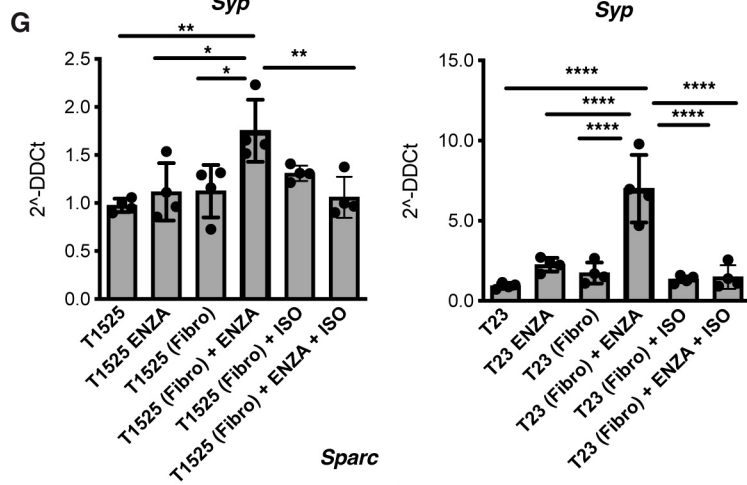 G
Syp
**
*
*
**
2^-DDCt
2.5
2.0
1.5
1.0
0.5
0.0
T1525
T1525 ENZA
T1525 (Fibro)
T1525 (Fibro) + ENZA
T1525 (Fibro) + ISO
T1525 (Fibro) + ENZA + ISO
Syp
****
****
****
****
****
2^-DDCt
15.0
10.0
5.0
0.0
T23
T23 ENZA
T23 (Fibro)
T23 (Fibro) + ENZA
T23 (Fibro) + ISO
T23 (Fibro) + ENZA + ISO
Sparc